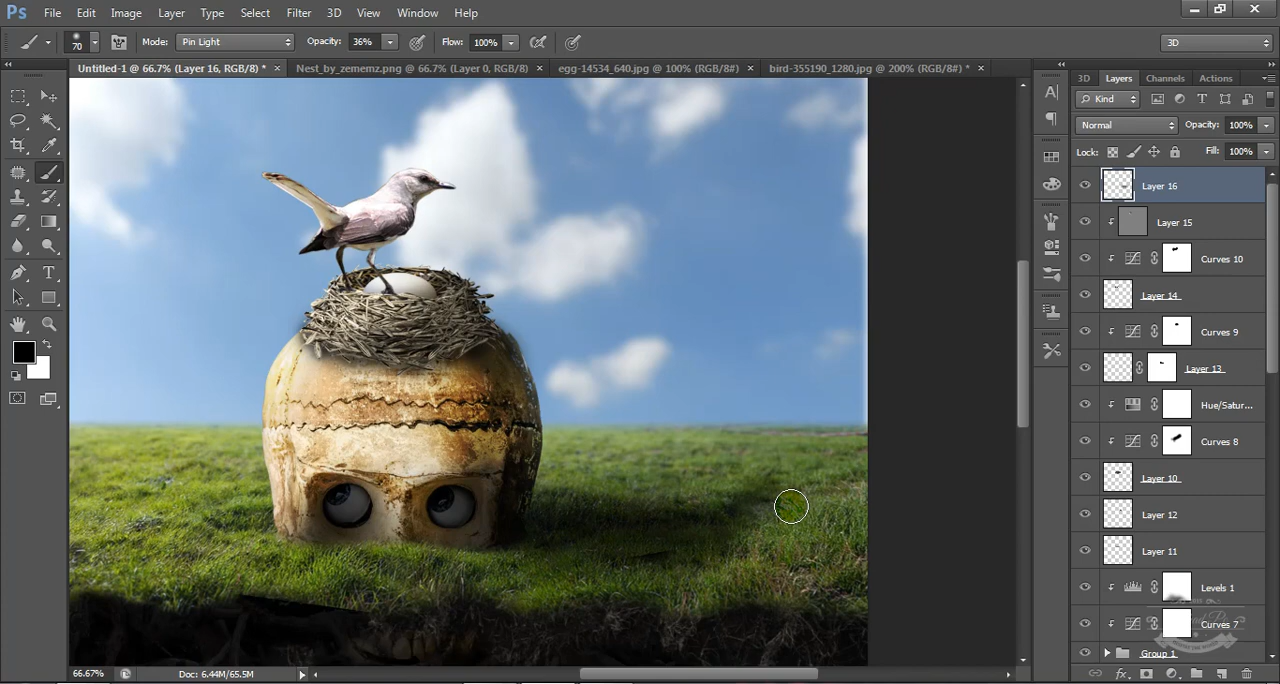 Ps File Edit Image Layer Type Select Filter 3D View Window Help
70 Mode: Pin Light Opacity: 36% Flow: 100% 3D
Untitled-1 @ 66.7% (Layer 16, RGB/8) * × Nest_by_zememz.png @ 66.7% (Layer 0, RGB/8) × egg-14534_640.jpg @ 100% (RGB/8#) × bird-355190_1280.jpg @ 200% (RGB/8#) * ×
3D Layers Channels Actions
Kind
Normal Opacity: 100%
Lock: Fill: 100%
Layer 16
Layer 15
Curves 10
Layer 14
Curves 9
Layer 13
Hue/Satur...
Curves 8
Layer 10
Layer 12
Layer 11
Levels 1
Curves 7
Group 1
66.67% Doc: 6.44M/65.5M